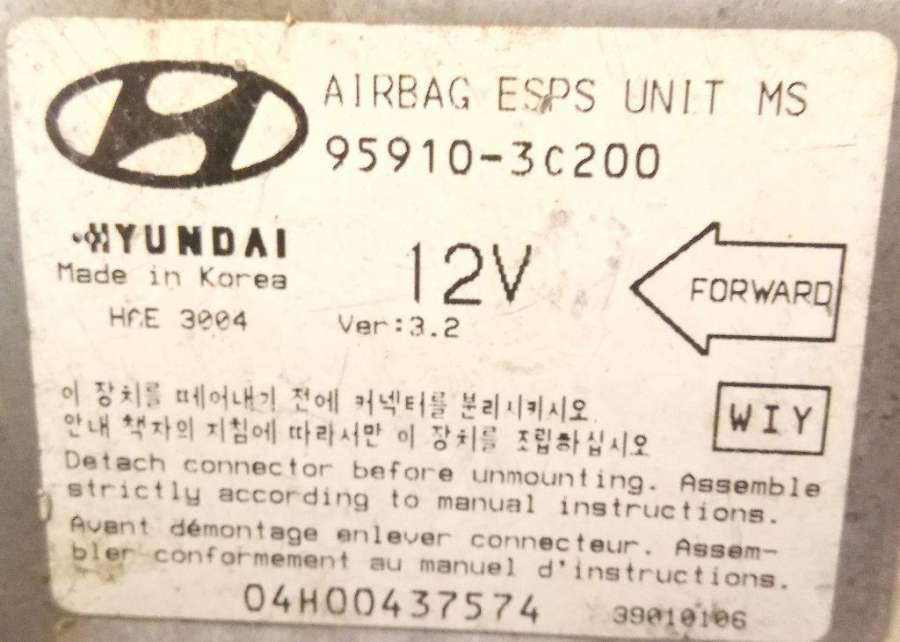 AIRBAG ESPS UNIT MS
95910-3C200
HYUNDAI
Made in Korea
12V
FORWARD
3004
Ver:3.2
이 장치를 떼어내기 전에 커넥터를 분리시키시오
WIY
안내 책자의 지침에 따라서만 이 장치를 조립하십시오
Detach connector before unmounting. Assemble
strictly according to manual instructions.
Avant démontage enlever connecteur. Assem-
bler conformement au manuel d'instructions.
04H00437574
39010106